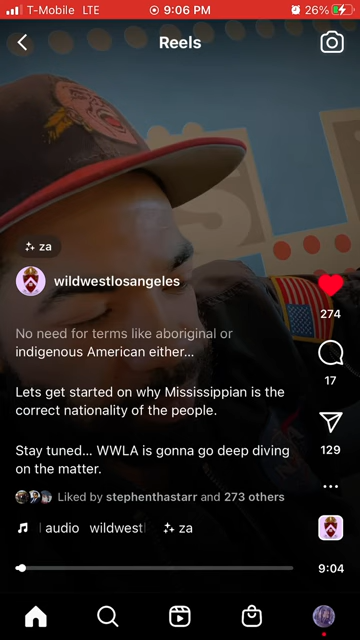 T-Mobile LTE 9:06 PM 26%
Reels
za
wildwestlosangeles
274
No need for terms like aboriginal or
indigenous American either...
17
Lets get started on why Mississippian is the
correct nationality of the people.
129
Stay tuned... WWLA is gonna go deep diving
on the matter.
Liked by stephenthastarr and 273 others
audio wildwest za
9:04